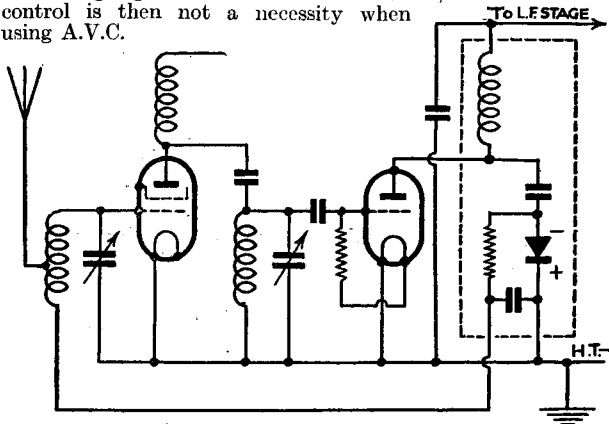 control is then not a necessity when
using A.V.C.
To L.F. STAGE
−
+
H.T.−